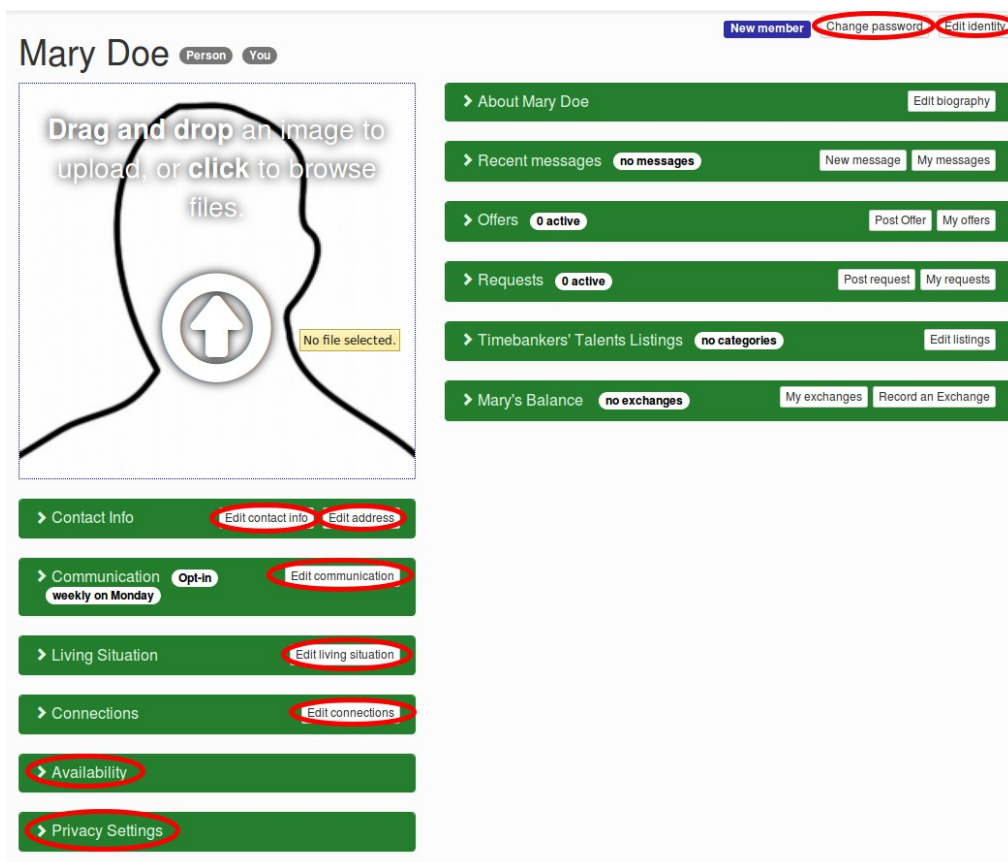 New member Change password Edit identity
Mary Doe Person You
Drag and drop an image to
upload, or click to browse
files.
No file selected.
Contact Info Edit contact info Edit address
Communication Opt-in Edit communication
weekly on Monday
Living Situation Edit living situation
Connections Edit connections
Availability
Privacy Settings
About Mary Doe Edit biography
Recent messages no messages New message My messages
Offers 0 active Post Offer My offers
Requests 0 active Post request My requests
Timebankers' Talents Listings no categories Edit listings
Mary's Balance no exchanges My exchanges Record an Exchange